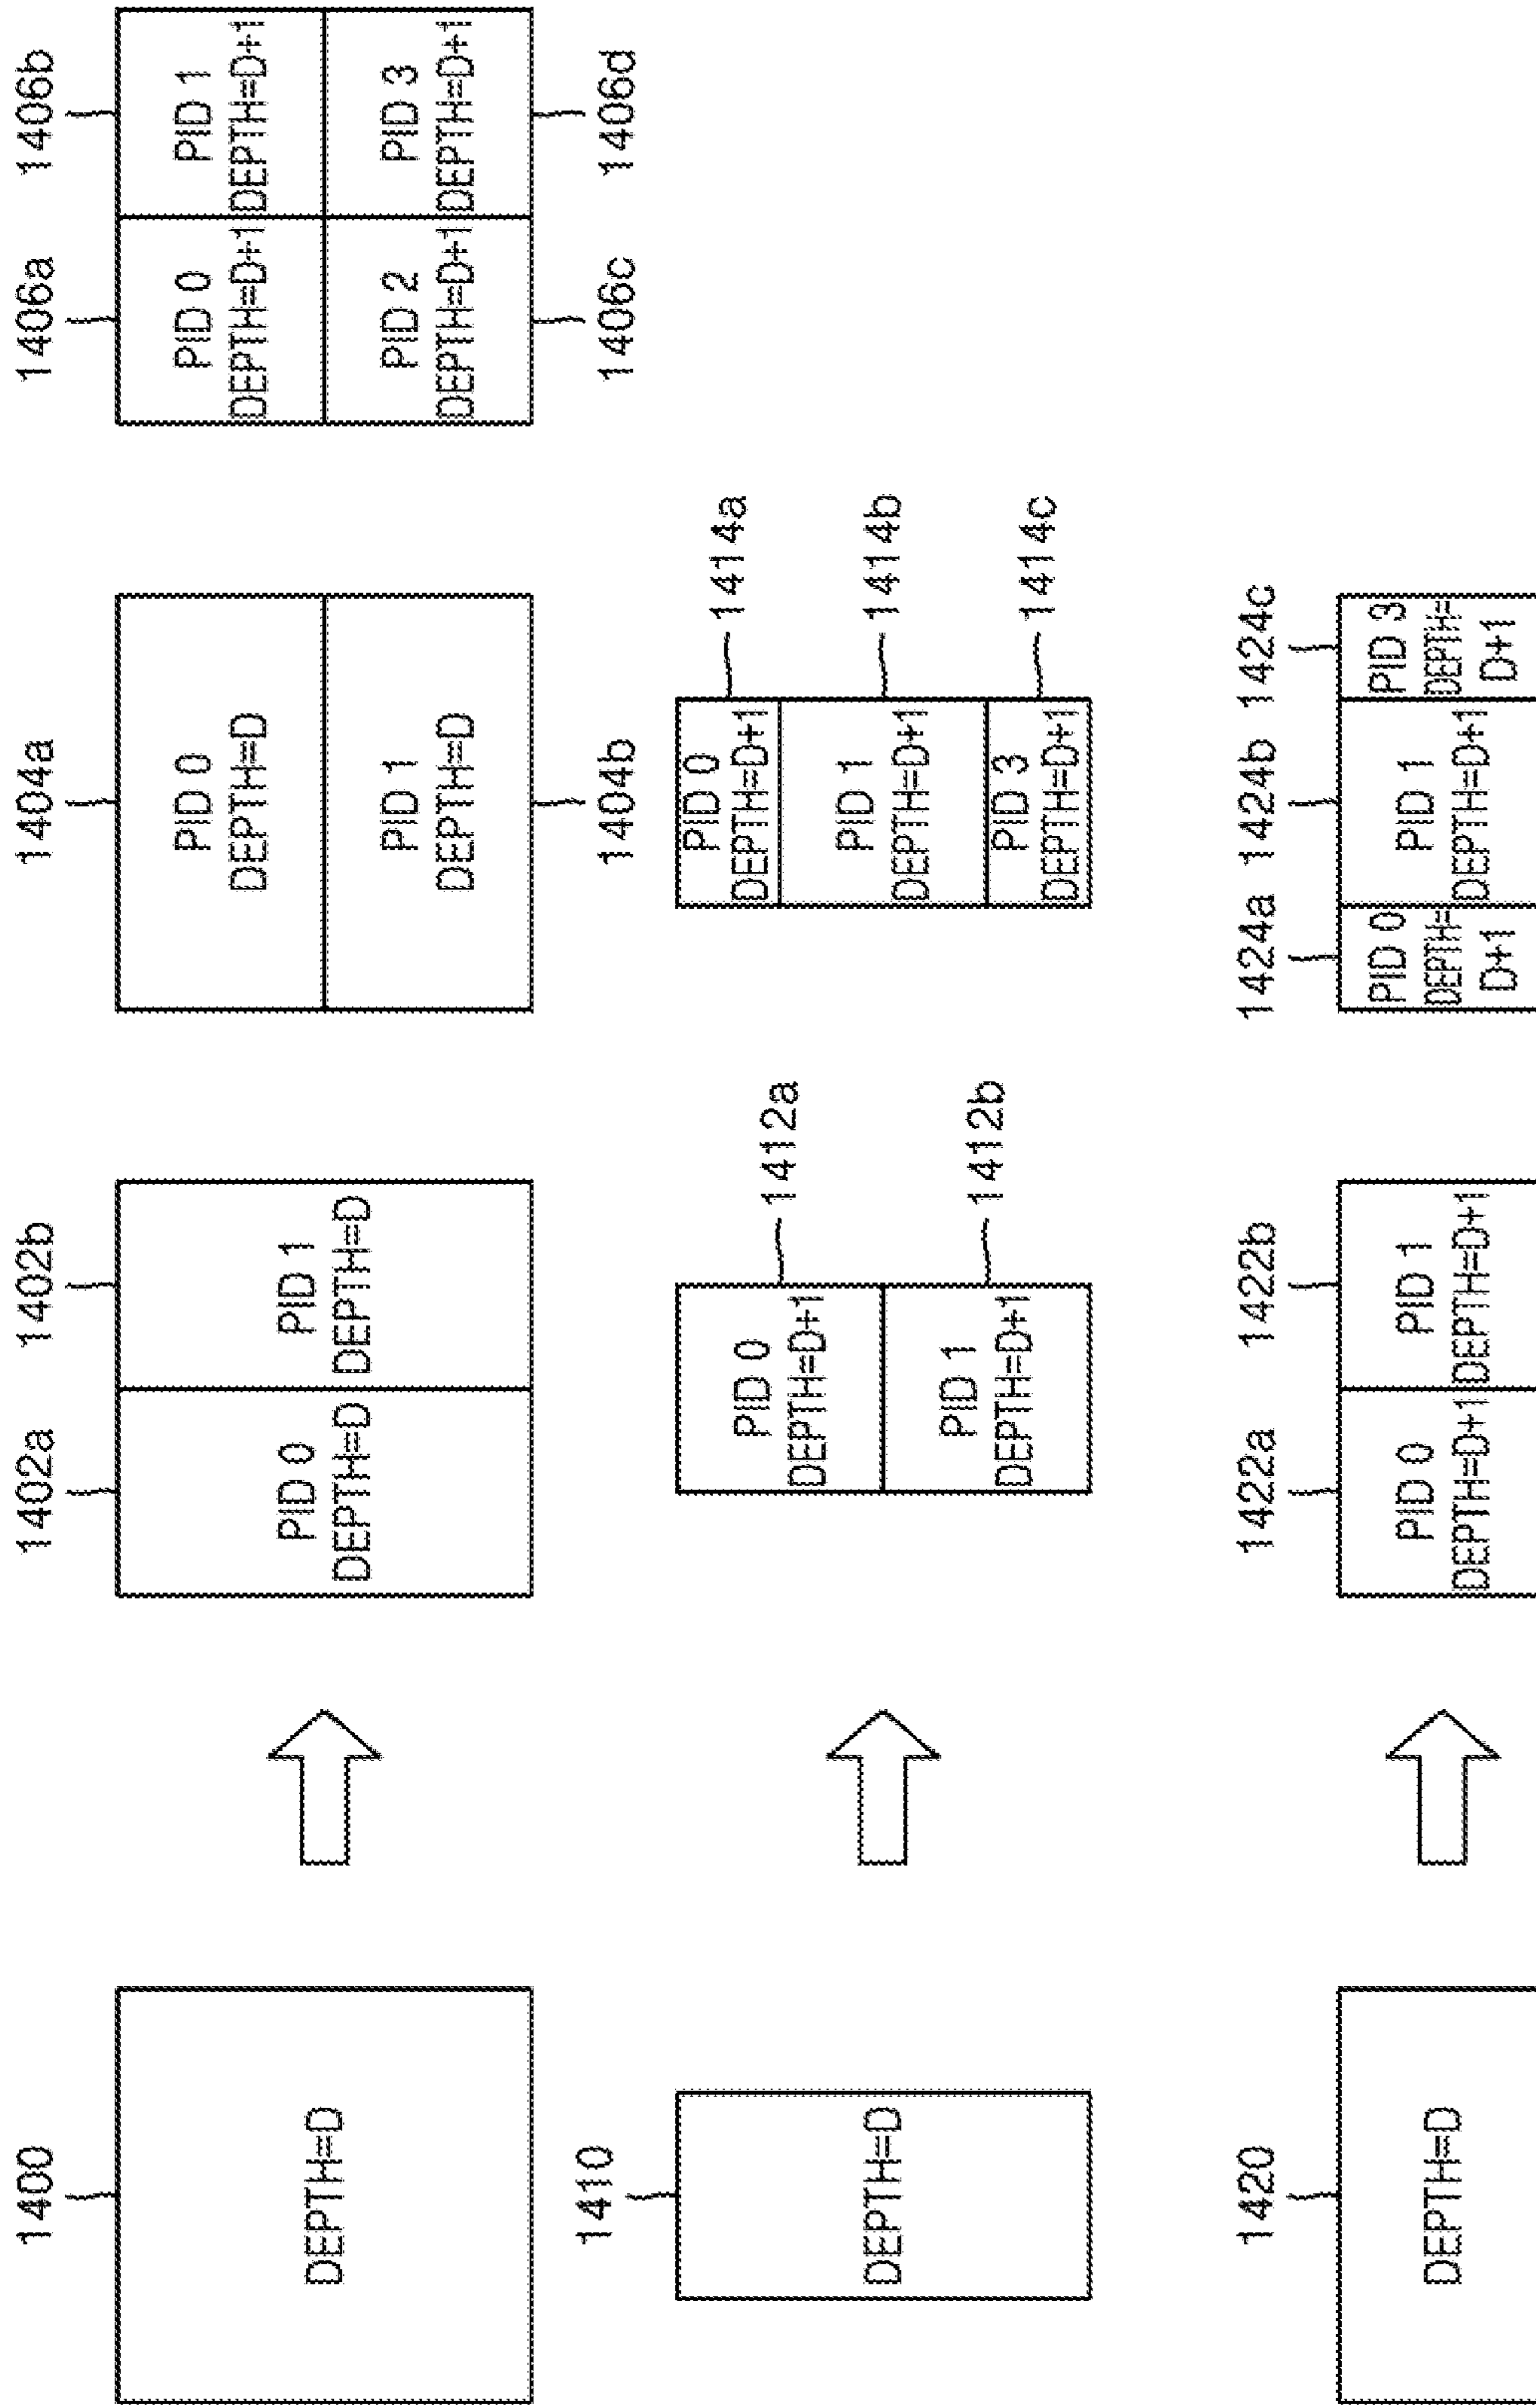 1400
DEPTH=D
1402a
1402b
PID 0
DEPTH=D
PID 1
DEPTH=D
1404a
PID 0
DEPTH=D
PID 1
DEPTH=D
1404b
1406a
1406b
PID 0
DEPTH=D+1
PID 1
DEPTH=D+1
PID 2
DEPTH=D+1
PID 3
DEPTH=D+1
1406c
1406d
1410
DEPTH=D
PID 0
DEPTH=D+1
1412a
PID 1
DEPTH=D+1
1412b
PID 0
DEPTH=D+1
1414a
PID 1
DEPTH=D+1
1414b
PID 3
DEPTH=D+1
1414c
1420
DEPTH=D
1422a
1422b
PID 0
DEPTH=D+1
PID 1
DEPTH=D+1
1424a
1424b
1424c
PID 0
DEPTH=
D+1
PID 1
DEPTH=D+1
PID 3
DEPTH=
D+1